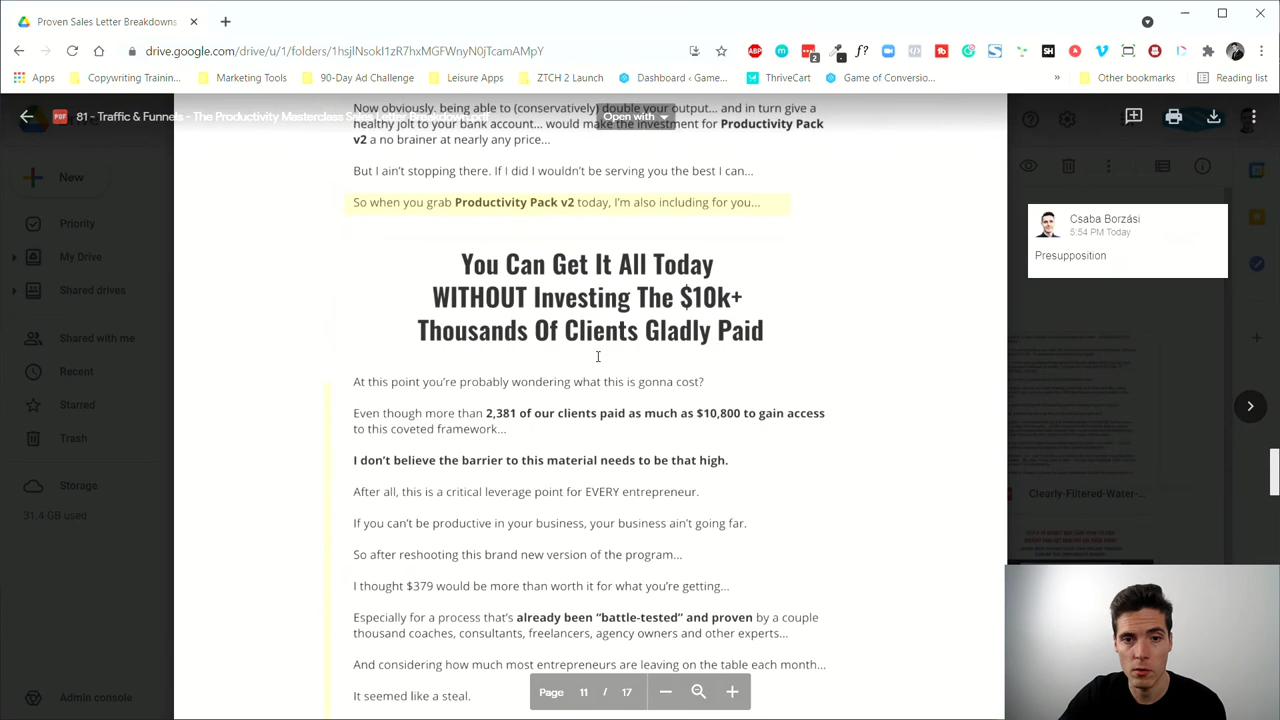 Proven Sales Letter Breakdowns
drive.google.com/drive/u/1/folders/1hsjlNsokI1zR7hxMGFWnyN0jTcamAMpY
Apps
Copywriting Trainin...
Marketing Tools
90-Day Ad Challenge
Leisure Apps
ZTCH 2 Launch
Dashboard ‹ Game...
ThriveCart
Game of Conversio...
»
Other bookmarks
Reading list
81 - Traffic & Funnels - The Productivity Masterclass Sales Letter Breakdown.pdf
Open with
New
Priority
My Drive
Shared drives
Shared with me
Recent
Starred
Trash
Storage
31.4 GB used
Admin console
Now obviously, being able to (conservatively) double your output... and in turn give a
healthy jolt to your bank account... would make the investment for Productivity Pack
v2 a no brainer at nearly any price...
But I ain't stopping there. If I did I wouldn't be serving you the best I can...
So when you grab Productivity Pack v2 today, I'm also including for you...
You Can Get It All Today
WITHOUT Investing The $10k+
Thousands Of Clients Gladly Paid
At this point you're probably wondering what this is gonna cost?
Even though more than 2,381 of our clients paid as much as $10,800 to gain access
to this coveted framework...
I don't believe the barrier to this material needs to be that high.
After all, this is a critical leverage point for EVERY entrepreneur.
If you can't be productive in your business, your business ain't going far.
So after reshooting this brand new version of the program...
I thought $379 would be more than worth it for what you're getting...
Especially for a process that's already been “battle-tested” and proven by a couple
thousand coaches, consultants, freelancers, agency owners and other experts...
And considering how much most entrepreneurs are leaving on the table each month...
It seemed like a steal.
Page 11 / 17
Csaba Borzási
5:54 PM Today
Presupposition
Clearly-Filtered-Water-...